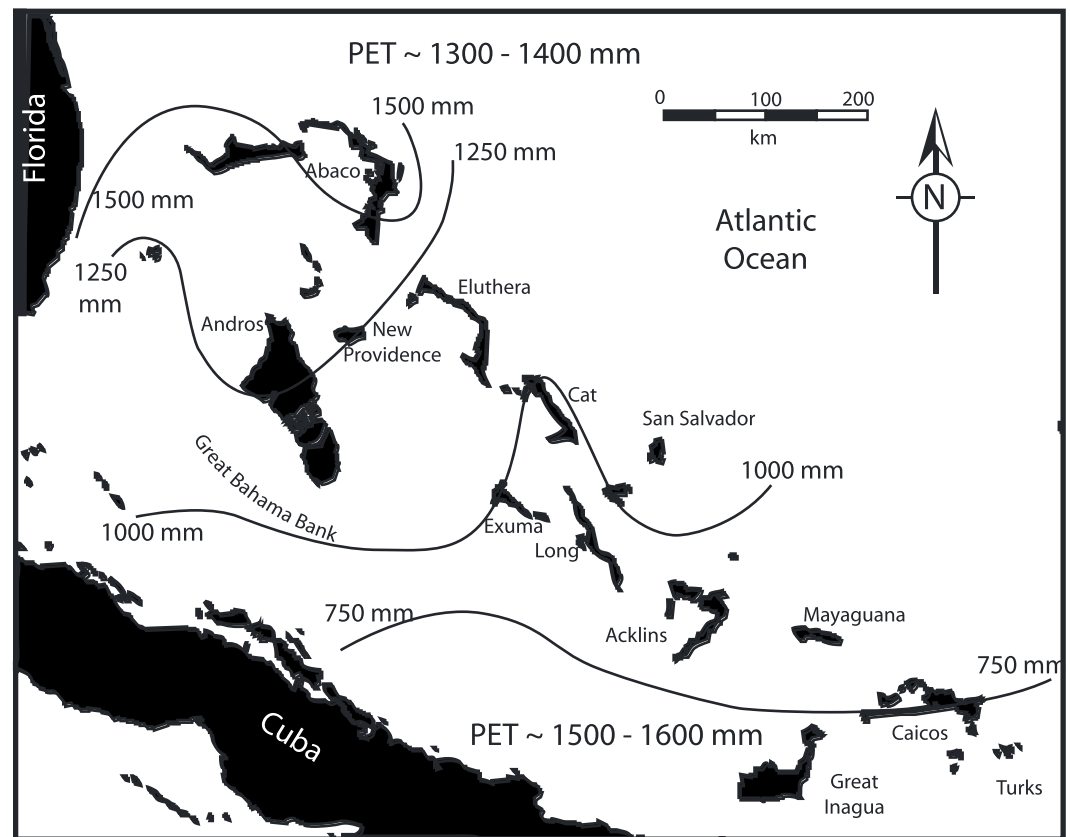 PET ~ 1300 - 1400 mm
0 100 200
km
1500 mm
1250 mm
Florida
Abaco
1500 mm
N
Atlantic
Ocean
1250
mm
Eluthera
Andros
New
Providence
Cat
San Salvador
Great Bahama Bank
1000 mm
1000 mm
Exuma
Long
750 mm
Acklins
Mayaguana
750 mm
Cuba
PET ~ 1500 - 1600 mm
Caicos
Great
Inagua
Turks